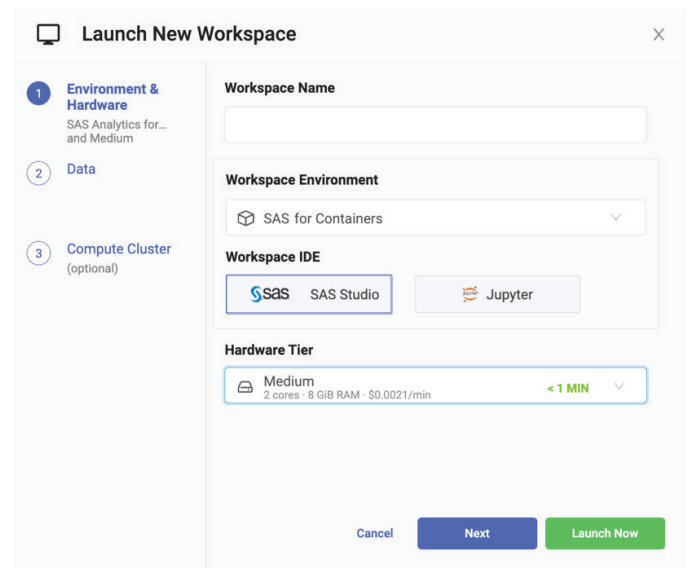 Launch New Workspace
1
Environment &
Hardware
SAS Analytics for...
and Medium
2
Data
3
Compute Cluster
(optional)
Workspace Name
Workspace Environment
SAS for Containers
Workspace IDE
sas SAS Studio
Jupyter
Hardware Tier
Medium
2 cores · 8 GiB RAM · $0.0021/min
< 1 MIN
Cancel
Next
Launch Now